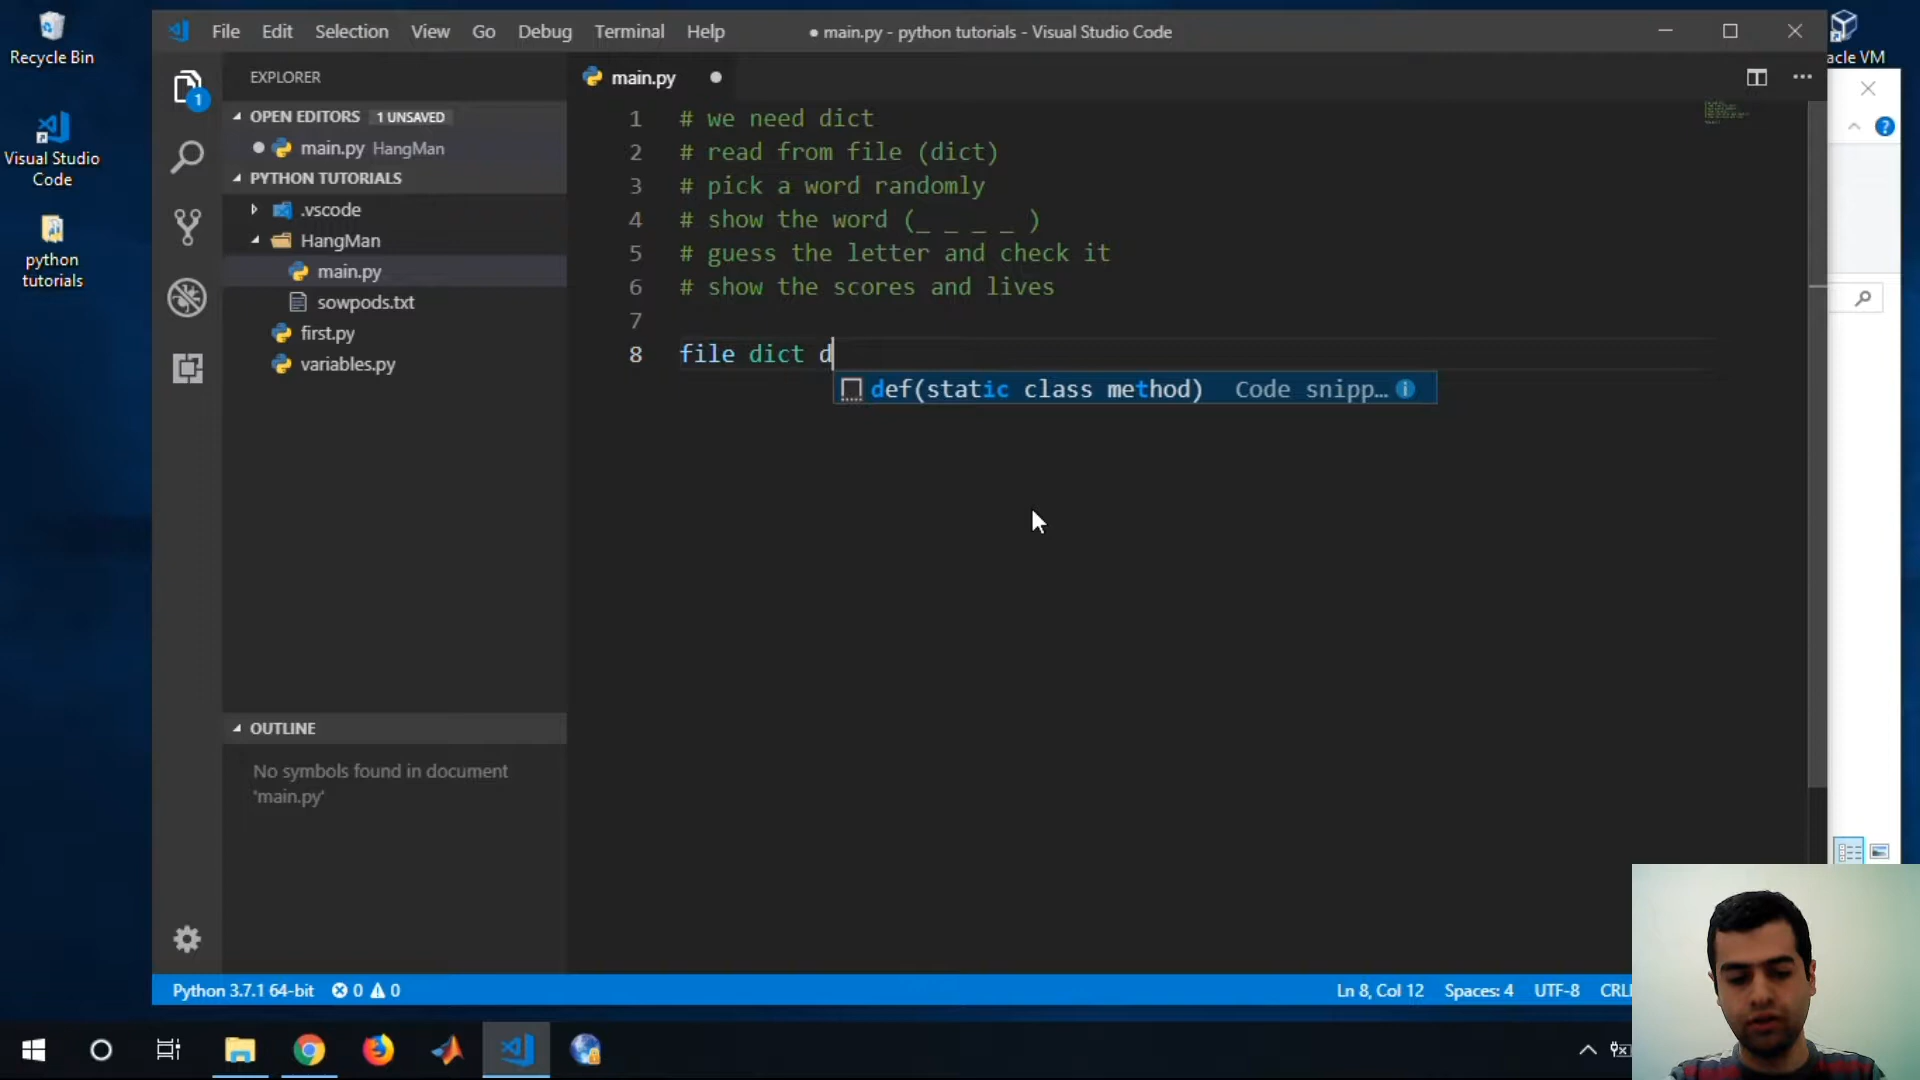 Recycle Bin
Visual Studio
Code
python
tutorials
acle VM
File Edit Selection View Go Debug Terminal Help
● main.py - python tutorials - Visual Studio Code
EXPLORER
OPEN EDITORS 1 UNSAVED
main.py HangMan
PYTHON TUTORIALS
.vscode
HangMan
main.py
sowpods.txt
first.py
variables.py
OUTLINE
No symbols found in document
'main.py'
1
main.py
1 # we need dict
2 # read from file (dict)
3 # pick a word randomly
4 # show the word (_ _ _ _ )
5 # guess the letter and check it
6 # show the scores and lives
7
8 file dict d
def(static class method) Code snipp…
Python 3.7.1 64-bit 0 0
Ln 8, Col 12 Spaces: 4 UTF-8 CRL